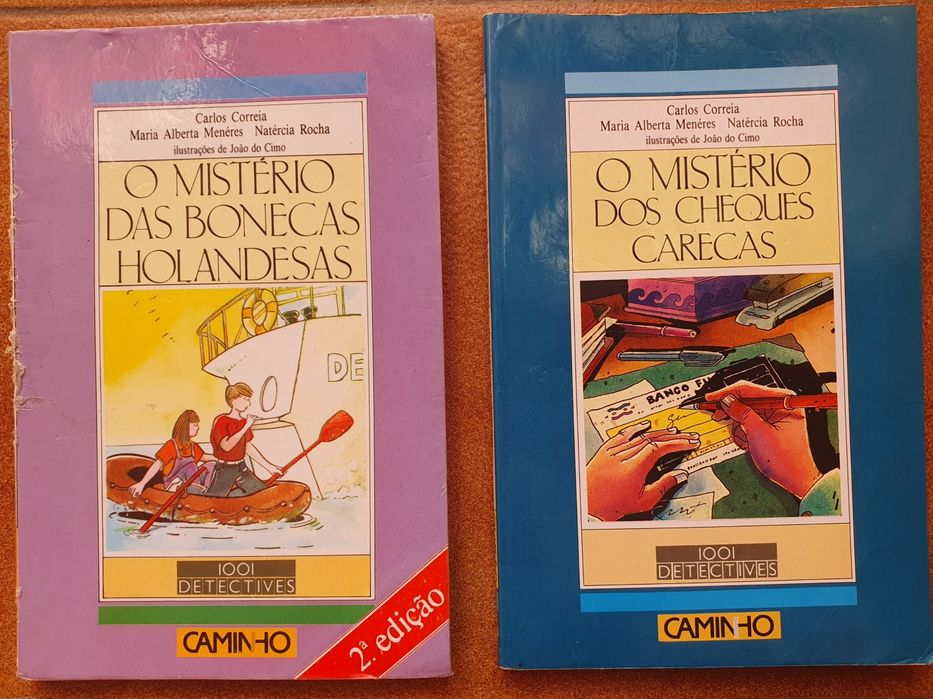 Carlos Correia
Maria Alberta Menéres Natércia Rocha
ilustrações de João do Cimo
O MISTÉRIO
DAS BONECAS
HOLANDESAS
DE
1001
DETECTIVES
CAMINHO
2.ª edição
Carlos Correia
Maria Alberta Menéres Natércia Rocha
ilustrações de João do Cimo
O MISTÉRIO
DOS CHEQUES
CARECAS
BANCO
1001
DETECTIVES
CAMINHO